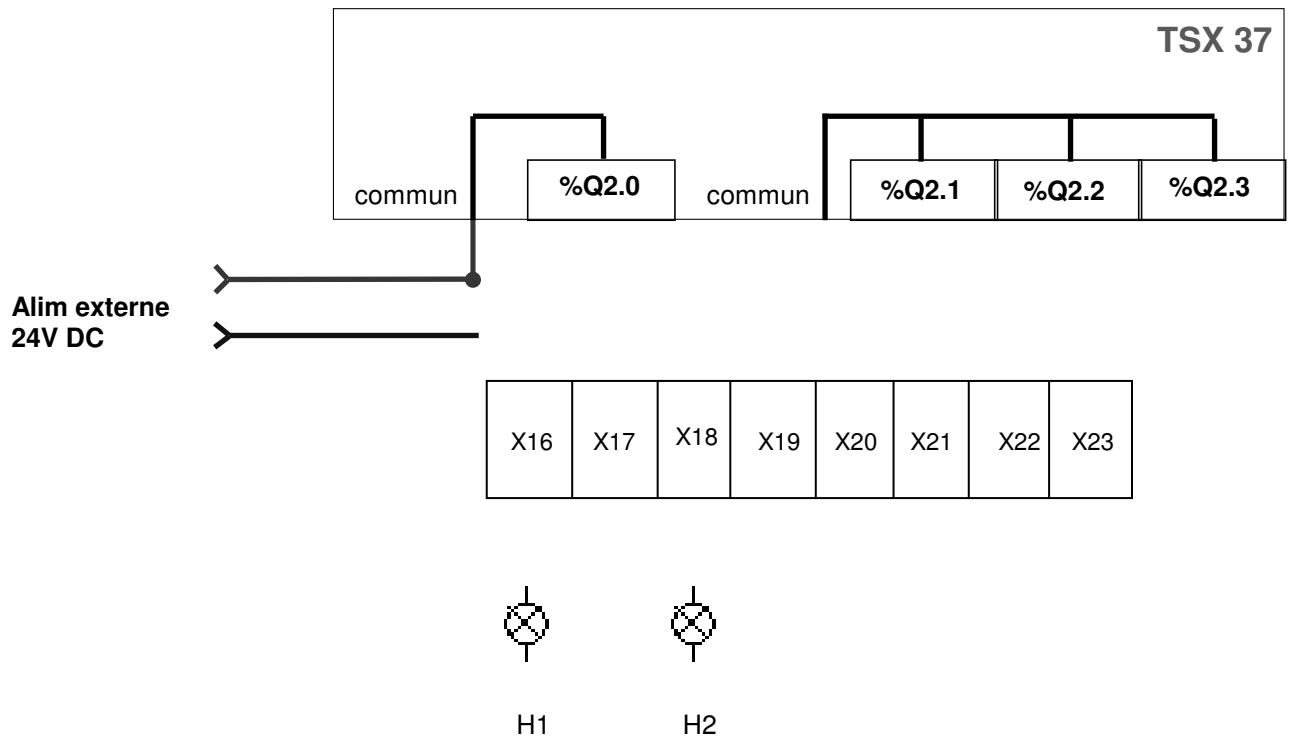 TSX 37
commun %Q2.0 commun %Q2.1 %Q2.2 %Q2.3
Alim externe
24V DC
X16 X17 X18 X19 X20 X21 X22 X23
H1 H2